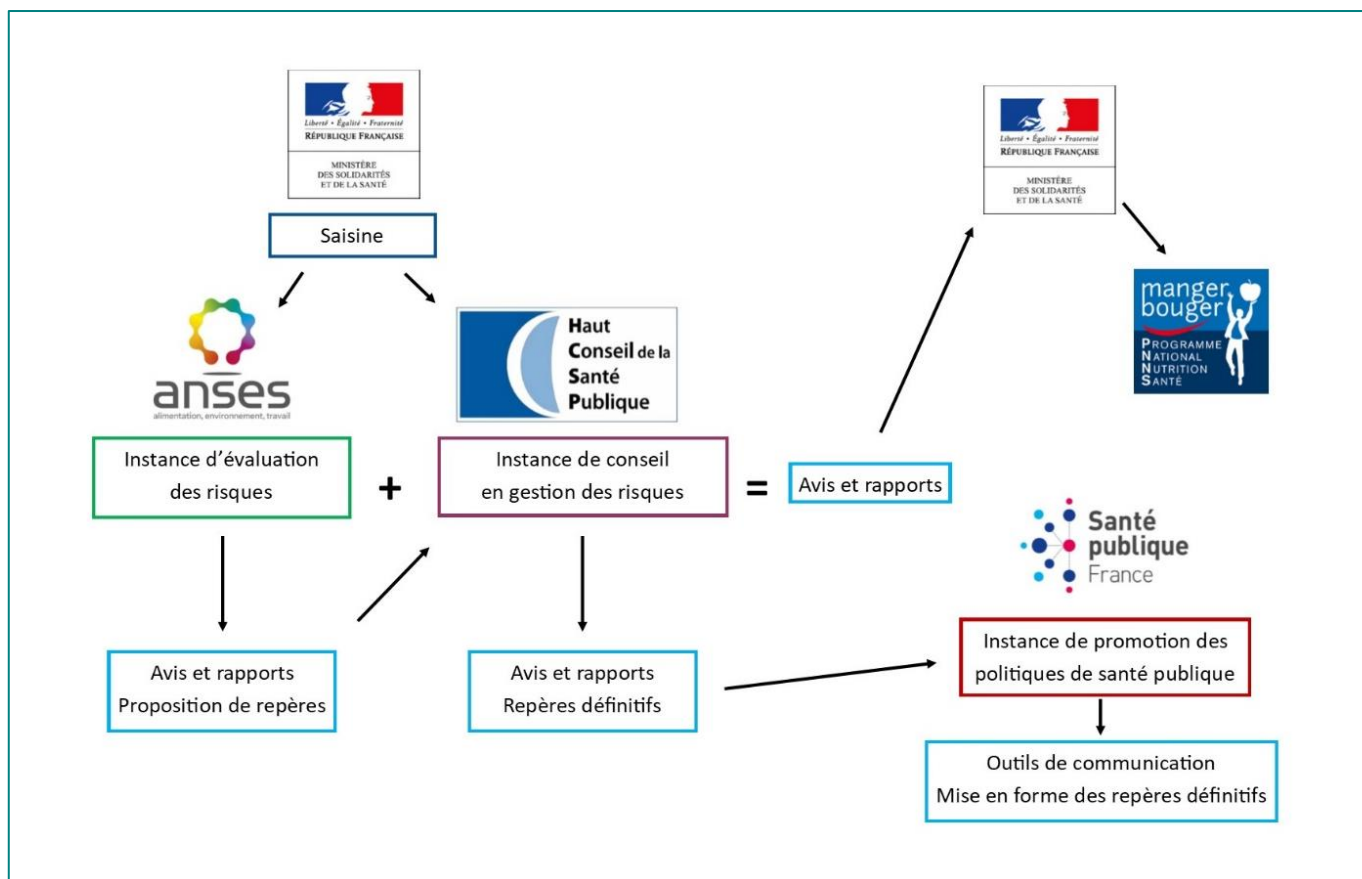 Liberté • Égalité • Fraternité
RÉPUBLIQUE FRANÇAISE
MINISTÈRE
DES SOLIDARITÉS
ET DE LA SANTÉ
Saisine
anses
alimentation, environnement, travail
Haut
Conseil de la
Santé
Publique
Instance d'évaluation
des risques
+
Instance de conseil
en gestion des risques
=
Avis et rapports
Liberté • Égalité • Fraternité
RÉPUBLIQUE FRANÇAISE
MINISTÈRE
DES SOLIDARITÉS
ET DE LA SANTÉ
manger
bouger
PROGRAMME
NATIONAL
NUTRITION
SANTÉ
Avis et rapports
Proposition de repères
Avis et rapports
Repères définitifs
Santé
publique
France
Instance de promotion des
politiques de santé publique
Outils de communication
Mise en forme des repères définitifs